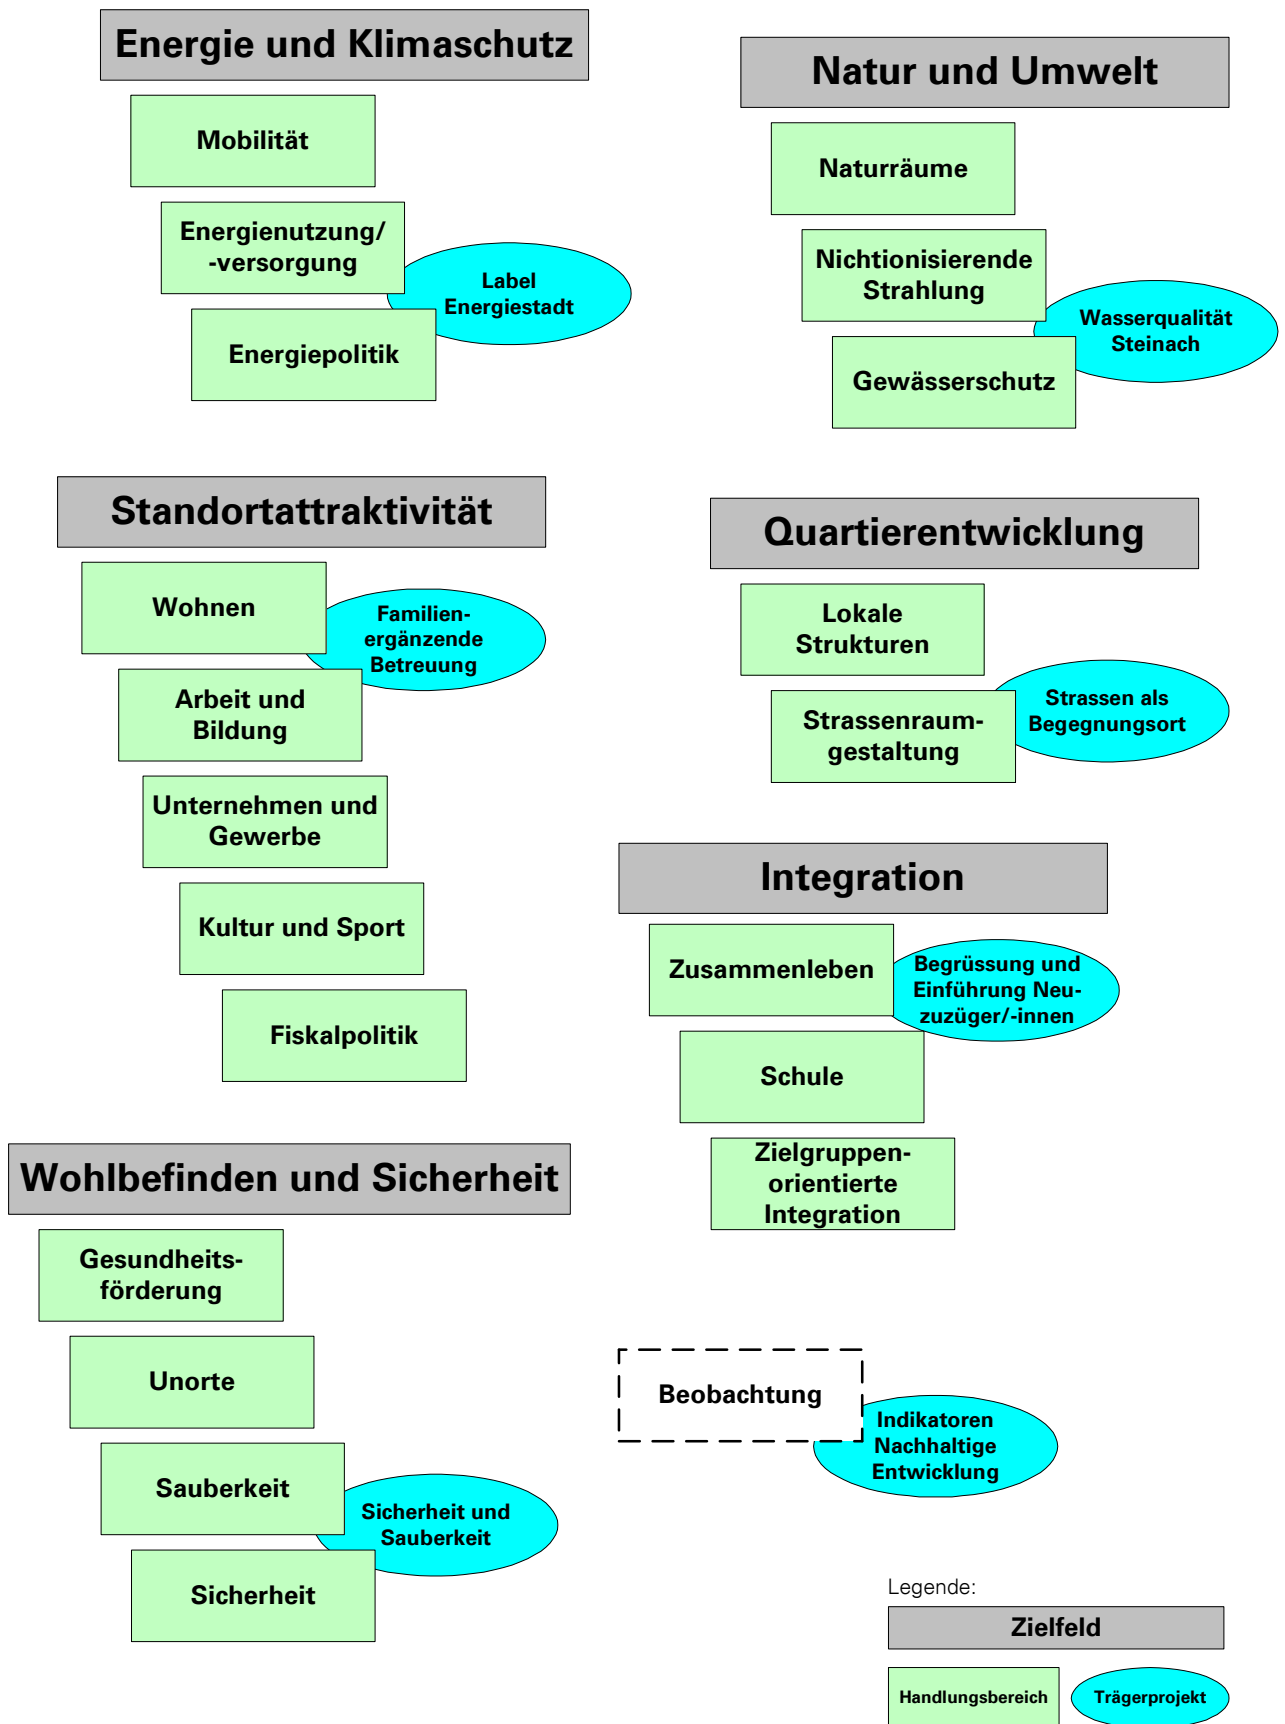 Energie und Klimaschutz
Mobilität
Energienutzung/
-versorgung
Label
Energiestadt
Energiepolitik
Natur und Umwelt
Naturräume
Nichtionisierende
Strahlung
Wasserqualität
Steinach
Gewässerschutz
Standortattraktivität
Wohnen
Familien-
ergänzende
Betreuung
Arbeit und
Bildung
Unternehmen und
Gewerbe
Kultur und Sport
Fiskalpolitik
Quartierentwicklung
Lokale
Strukturen
Strassenraum-
gestaltung
Strassen als
Begegnungsort
Integration
Zusammenleben
Begrüssung und
Einführung Neu-
zuzüger/-innen
Schule
Zielgruppen-
orientierte
Integration
Wohlbefinden und Sicherheit
Gesundheits-
förderung
Unorte
Sauberkeit
Sicherheit und
Sauberkeit
Sicherheit
Beobachtung
Indikatoren
Nachhaltige
Entwicklung
Legende:
Zielfeld
Handlungsbereich
Trägerprojekt